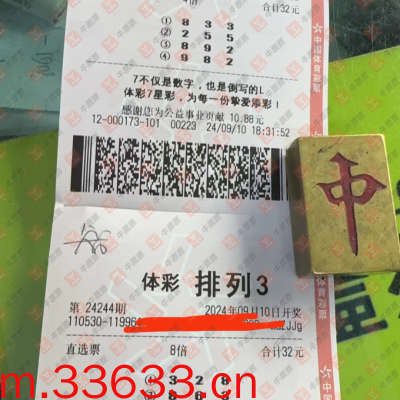 合计32元
① 8 3 3
② 2 5 5
③ 8 9 2
④ 9 8 2
7不仅是数字，也是倒写的L
体彩7星彩，为每一份挚爱添彩！
感谢您为公益事业贡献 10.88元
12-000173-101 00223 24/09/10 18:31:52
中
体彩 排列3
第 24244期 2024年09月10日开奖
110530-11996
JJg
直选票 8倍 合计32元
① 3 2 8
m.33633.cn